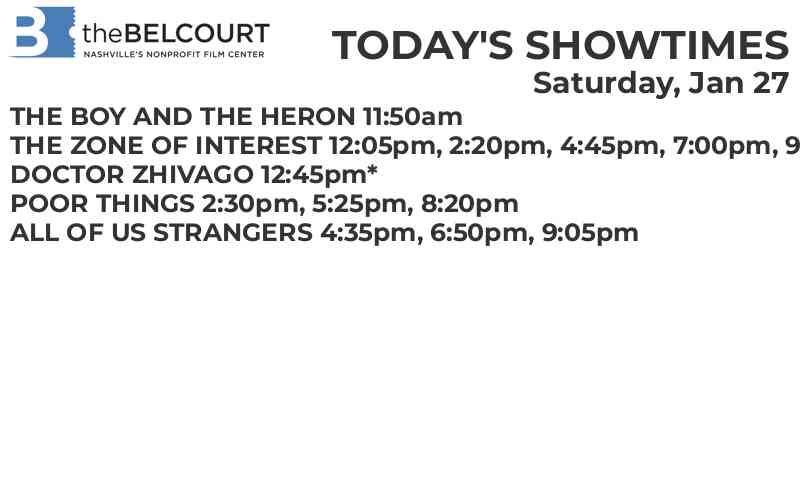 B theBELCOURT
NASHVILLE'S NONPROFIT FILM CENTER
TODAY'S SHOWTIMES
Saturday, Jan 27
THE BOY AND THE HERON 11:50am
THE ZONE OF INTEREST 12:05pm, 2:20pm, 4:45pm, 7:00pm, 9
DOCTOR ZHIVAGO 12:45pm*
POOR THINGS 2:30pm, 5:25pm, 8:20pm
ALL OF US STRANGERS 4:35pm, 6:50pm, 9:05pm